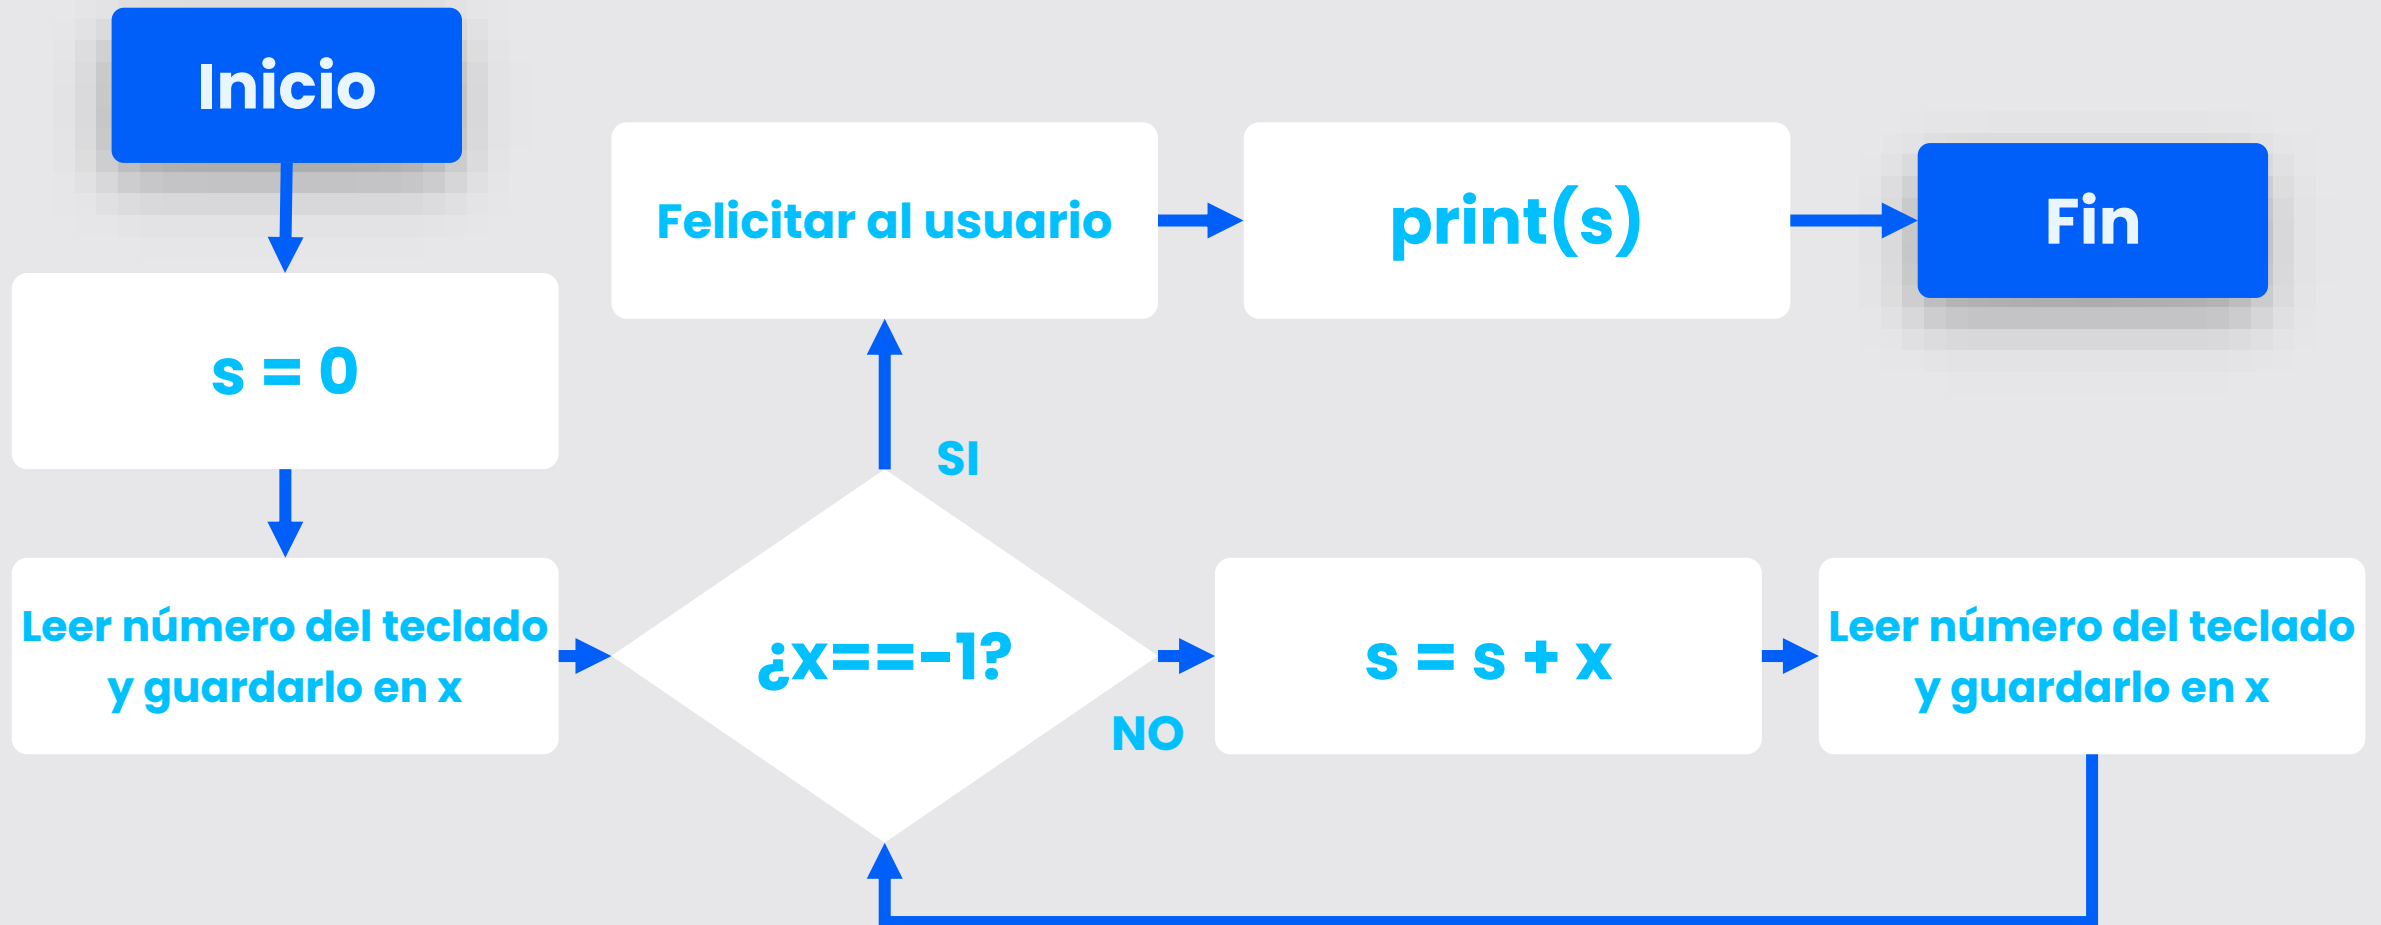 Inicio
s = 0
Leer número del teclado
y guardarlo en x
¿x==-1?
SI
Felicitar al usuario
print(s)
Fin
NO
s = s + x
Leer número del teclado
y guardarlo en x